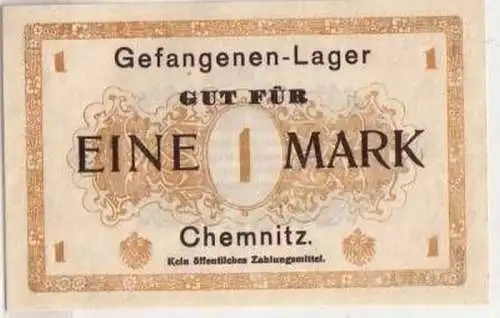 1 Gefangenen-Lager 1
GUT FÜR
EINE 1 MARK
Chemnitz.
1 Kein öffentliches Zahlungsmittel. 1